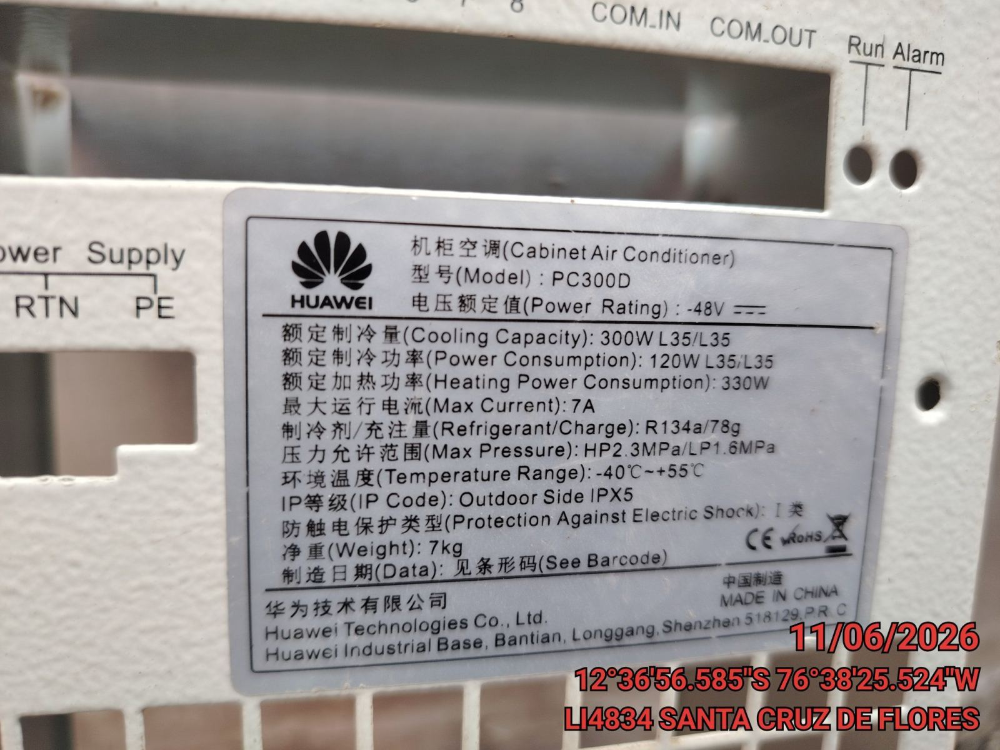 8
COM_IN COM_OUT Run Alarm
Supply
RTN PE
HUAWEI
机柜空调(Cabinet Air Conditioner)
型号(Model) : PC300D
电压额定值(Power Rating) : -48V
额定制冷量(Cooling Capacity): 300W L35/L35
额定制冷功率(Power Consumption): 120W L35/L35
额定加热功率(Heating Power Consumption): 330W
最大运行电流(Max Current): 7A
制冷剂/充注量(Refrigerant/Charge): R134a/78g
压力允许范围(Max Pressure): HP2.3MPa/LP1.6MPa
环境温度(Temperature Range): -40℃~+55℃
IP等级(IP Code): Outdoor Side IPX5
防触电保护类型(Protection Against Electric Shock): I 类
净重(Weight): 7kg
CE RoHS
制造日期(Data): 见条形码(See Barcode)
华为技术有限公司
中国制造
MADE IN CHINA
Huawei Technologies Co., Ltd.
Huawei Industrial Base, Bantian, Longgang, Shenzhen 518129, P.R.C
11/06/2026
12°36'56.585"S 76°38'25.524"W
LI4834 SANTA CRUZ DE FLORES